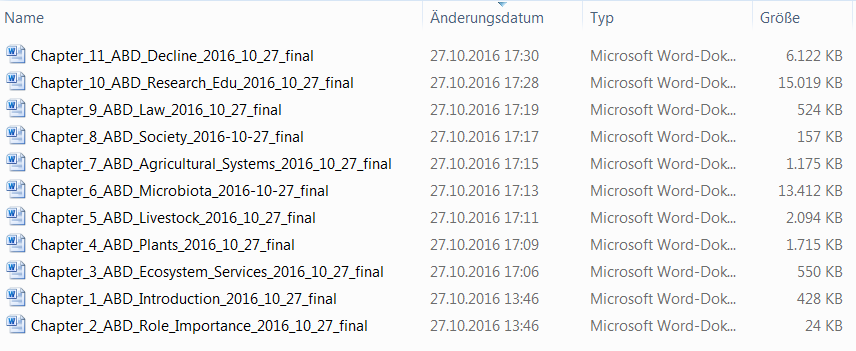 Name Änderungsdatum Typ Größe
Chapter_11_ABD_Decline_2016_10_27_final 27.10.2016 17:30 Microsoft Word-Dok... 6.122 KB
Chapter_10_ABD_Research_Edu_2016_10_27_final 27.10.2016 17:28 Microsoft Word-Dok... 15.019 KB
Chapter_9_ABD_Law_2016_10_27_final 27.10.2016 17:19 Microsoft Word-Dok... 524 KB
Chapter_8_ABD_Society_2016-10-27_final 27.10.2016 17:17 Microsoft Word-Dok... 157 KB
Chapter_7_ABD_Agricultural_Systems_2016_10_27_final 27.10.2016 17:15 Microsoft Word-Dok... 1.175 KB
Chapter_6_ABD_Microbiota_2016-10-27_final 27.10.2016 17:13 Microsoft Word-Dok... 13.412 KB
Chapter_5_ABD_Livestock_2016_10_27_final 27.10.2016 17:11 Microsoft Word-Dok... 2.094 KB
Chapter_4_ABD_Plants_2016_10_27_final 27.10.2016 17:09 Microsoft Word-Dok... 1.715 KB
Chapter_3_ABD_Ecosystem_Services_2016_10_27_final 27.10.2016 17:06 Microsoft Word-Dok... 550 KB
Chapter_1_ABD_Introduction_2016_10_27_final 27.10.2016 13:46 Microsoft Word-Dok... 428 KB
Chapter_2_ABD_Role_Importance_2016_10_27_final 27.10.2016 13:46 Microsoft Word-Dok... 24 KB